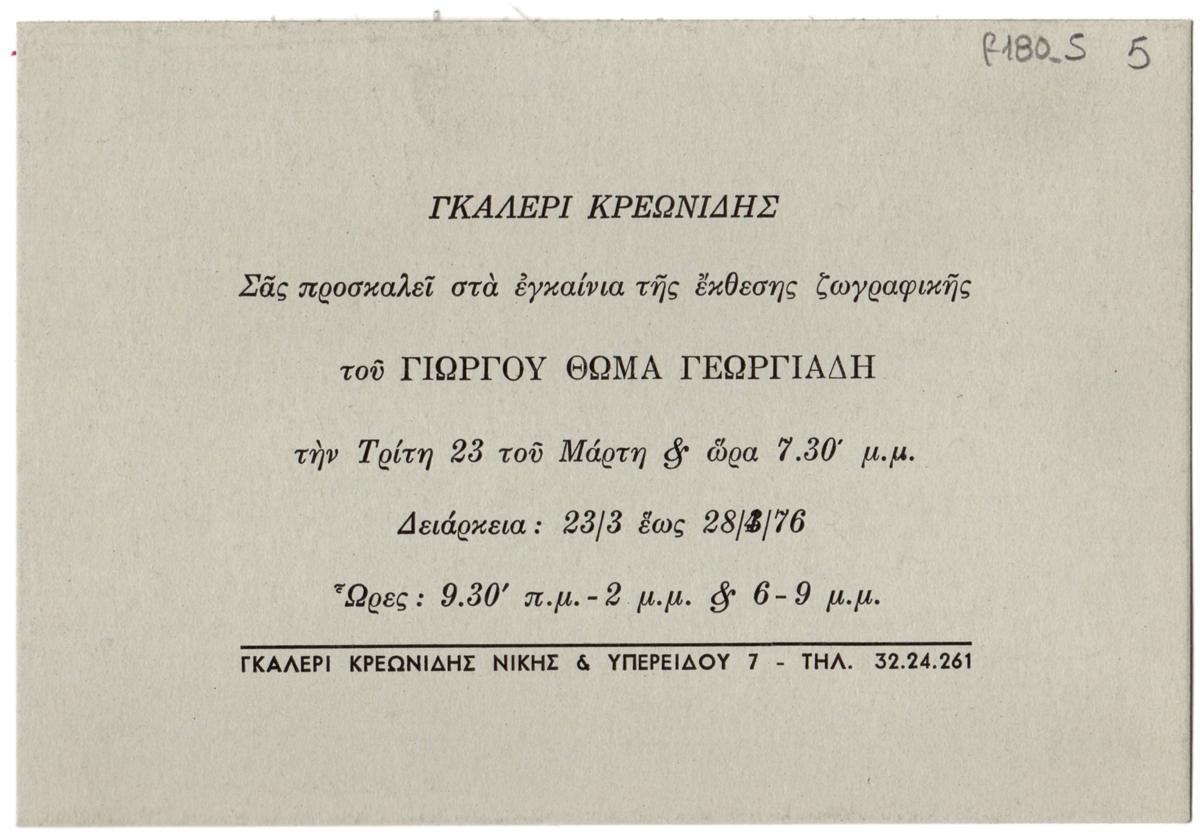 f180_S 5
ΓΚΑΛΕΡΙ ΚΡΕΩΝΙΔΗΣ
Σᾶς προσκαλεῖ στὰ ἐγκαίνια τῆς ἔκθεσης ζωγραφικῆς
τοῦ ΓΙΩΡΓΟΥ ΘΩΜΑ ΓΕΩΡΓΙΑΔΗ
τὴν Τρίτη 23 τοῦ Μάρτη & ὥρα 7.30′ μ.μ.
Δειάρκεια : 23/3 ἕως 28/4/76
Ὧρες : 9.30′ π.μ. - 2 μ.μ. & 6 - 9 μ.μ.
ΓΚΑΛΕΡΙ ΚΡΕΩΝΙΔΗΣ ΝΙΚΗΣ & ΥΠΕΡΕΙΔΟΥ 7 - ΤΗΛ. 32.24.261